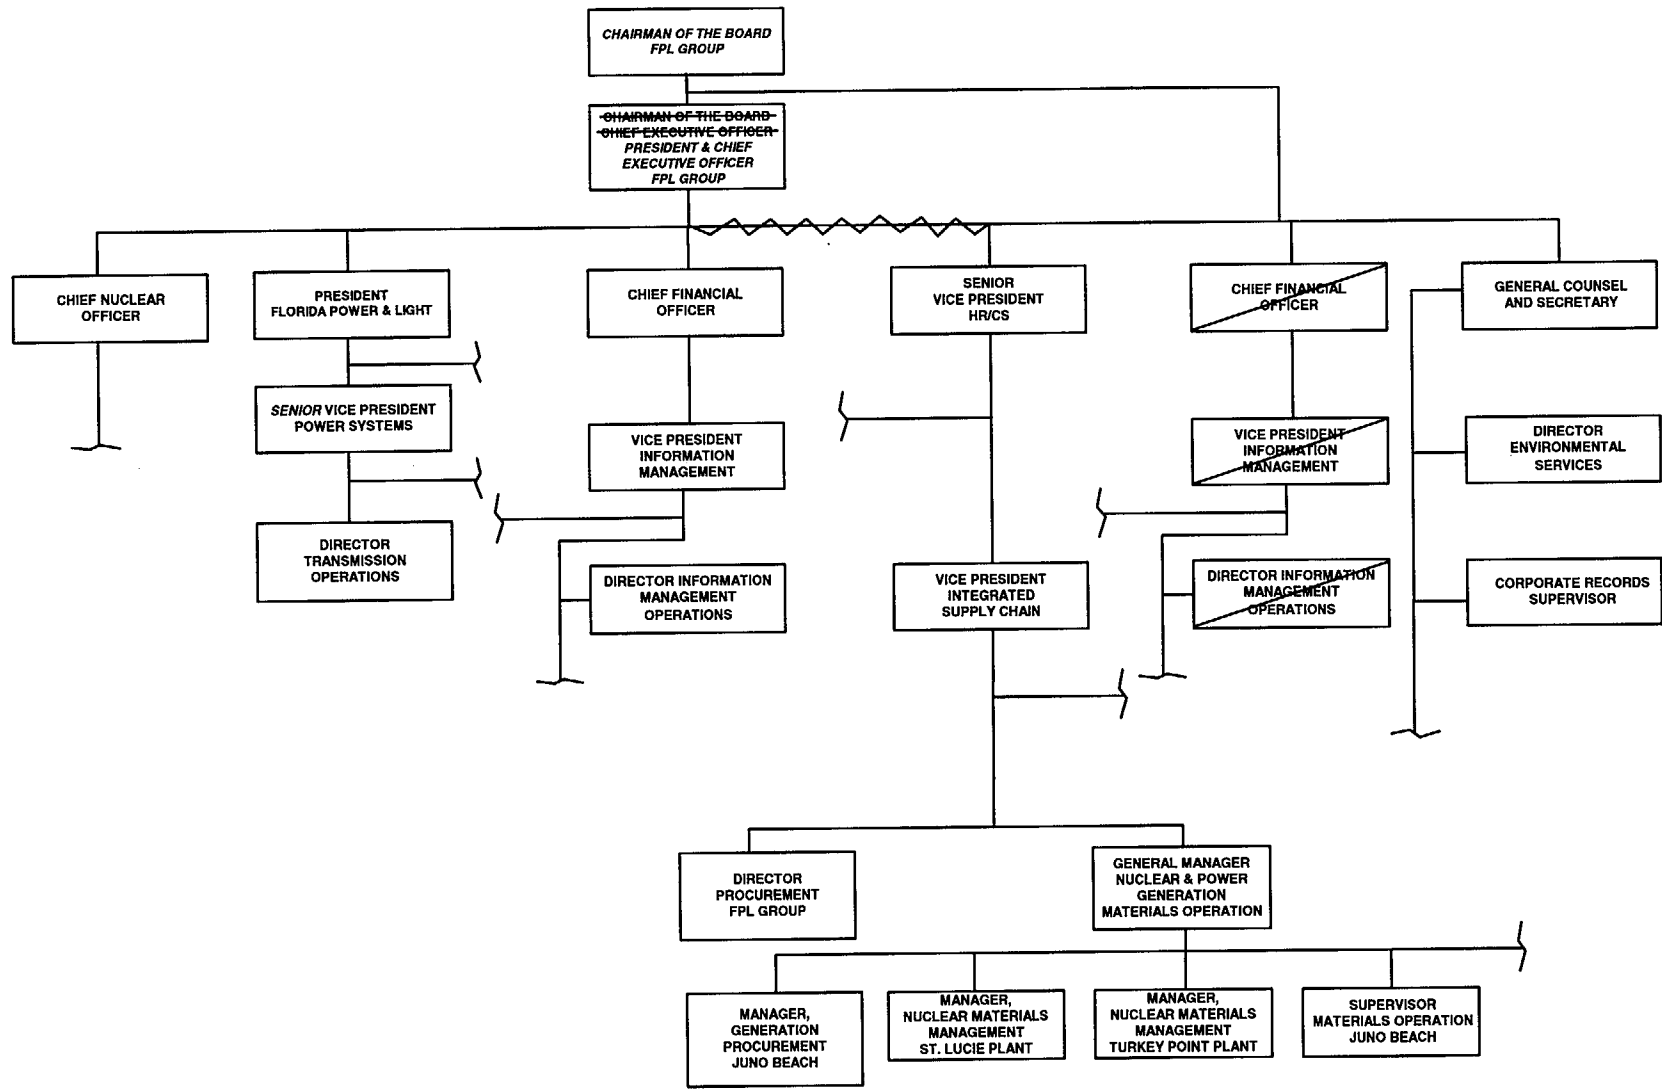 CHAIRMAN OF THE BOARD
FPL GROUP
CHAIRMAN OF THE BOARD
CHIEF EXECUTIVE OFFICER
PRESIDENT & CHIEF
EXECUTIVE OFFICER
FPL GROUP
CHIEF NUCLEAR
OFFICER
PRESIDENT
FLORIDA POWER & LIGHT
CHIEF FINANCIAL
OFFICER
SENIOR
VICE PRESIDENT
HR/CS
CHIEF FINANCIAL
OFFICER
GENERAL COUNSEL
AND SECRETARY
SENIOR VICE PRESIDENT
POWER SYSTEMS
VICE PRESIDENT
INFORMATION
MANAGEMENT
VICE PRESIDENT
INFORMATION
MANAGEMENT
DIRECTOR
ENVIRONMENTAL
SERVICES
DIRECTOR
TRANSMISSION
OPERATIONS
DIRECTOR INFORMATION
MANAGEMENT
OPERATIONS
VICE PRESIDENT
INTEGRATED
SUPPLY CHAIN
DIRECTOR INFORMATION
MANAGEMENT
OPERATIONS
CORPORATE RECORDS
SUPERVISOR
DIRECTOR
PROCUREMENT
FPL GROUP
GENERAL MANAGER
NUCLEAR & POWER
GENERATION
MATERIALS OPERATION
MANAGER,
GENERATION
PROCUREMENT
JUNO BEACH
MANAGER,
NUCLEAR MATERIALS
MANAGEMENT
ST. LUCIE PLANT
MANAGER,
NUCLEAR MATERIALS
MANAGEMENT
TURKEY POINT PLANT
SUPERVISOR
MATERIALS OPERATION
JUNO BEACH